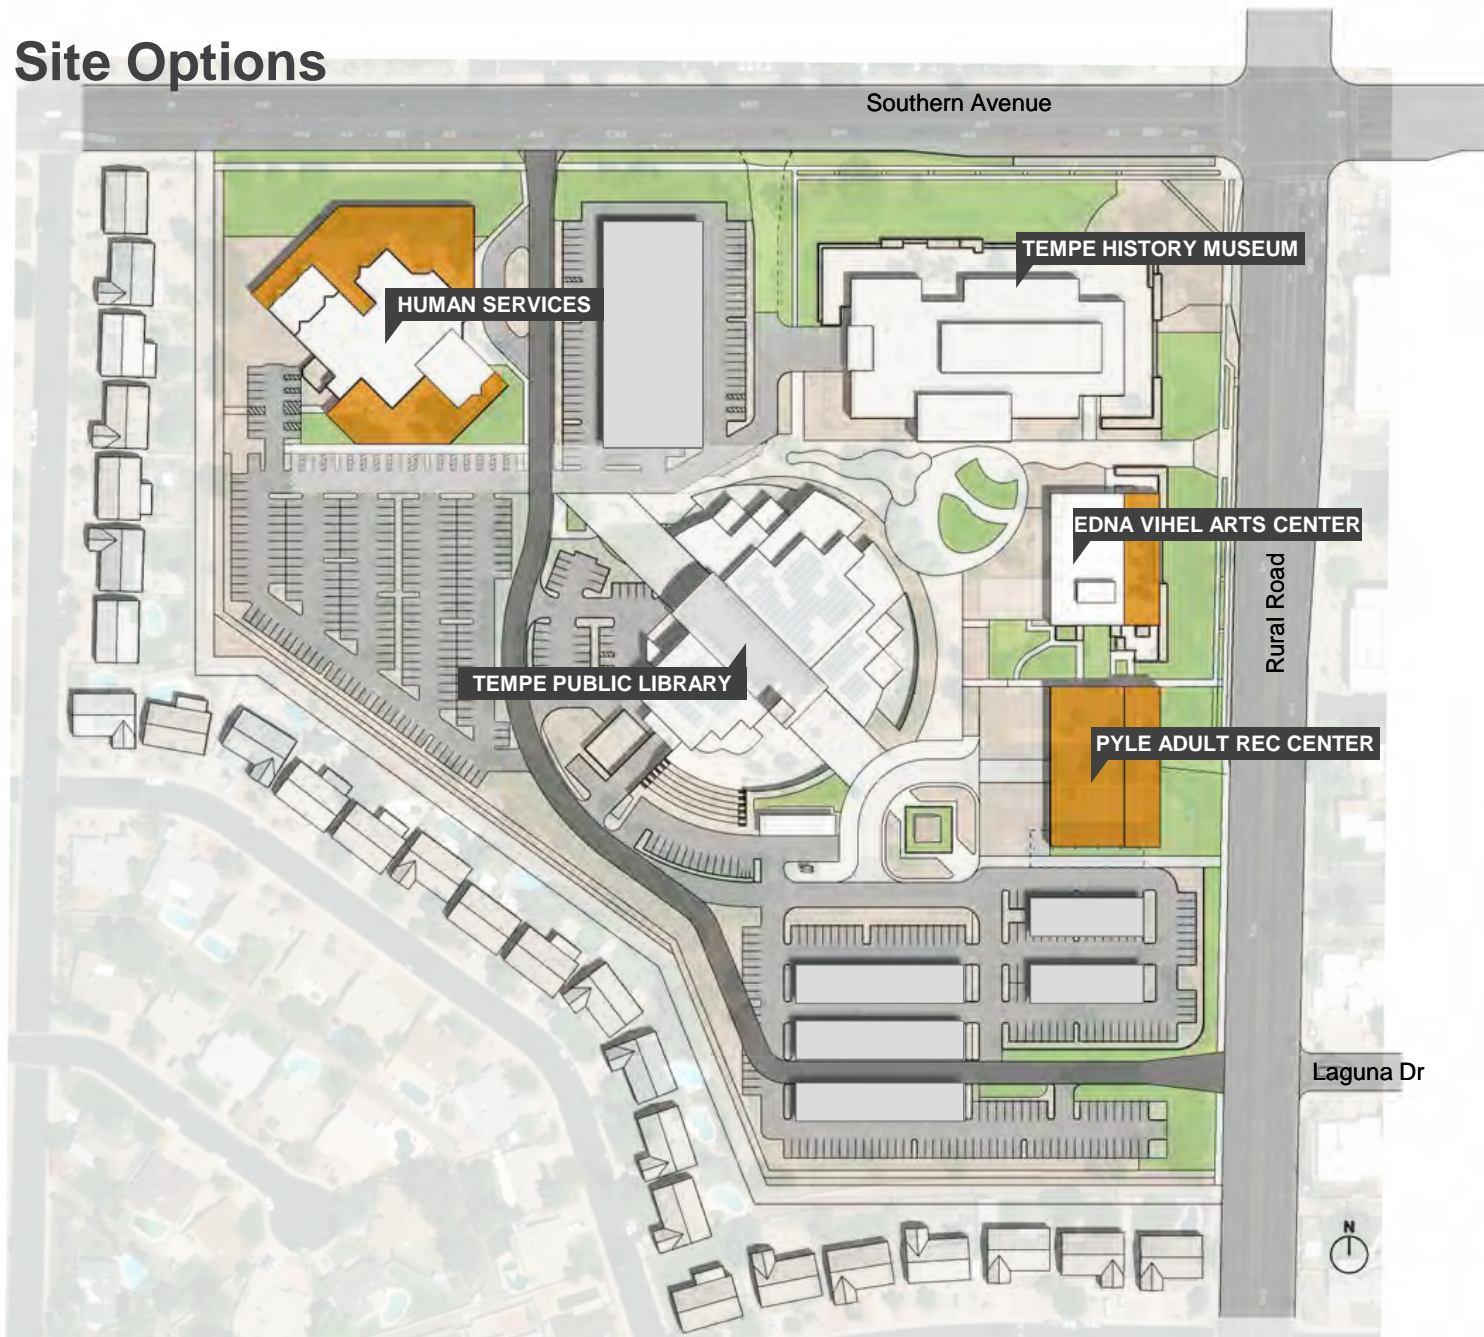 Site Options
Southern Avenue
TEMPE HISTORY MUSEUM
HUMAN SERVICES
EDNA VIHEL ARTS CENTER
Rural Road
TEMPE PUBLIC LIBRARY
PYLE ADULT REC CENTER
Laguna Dr
N